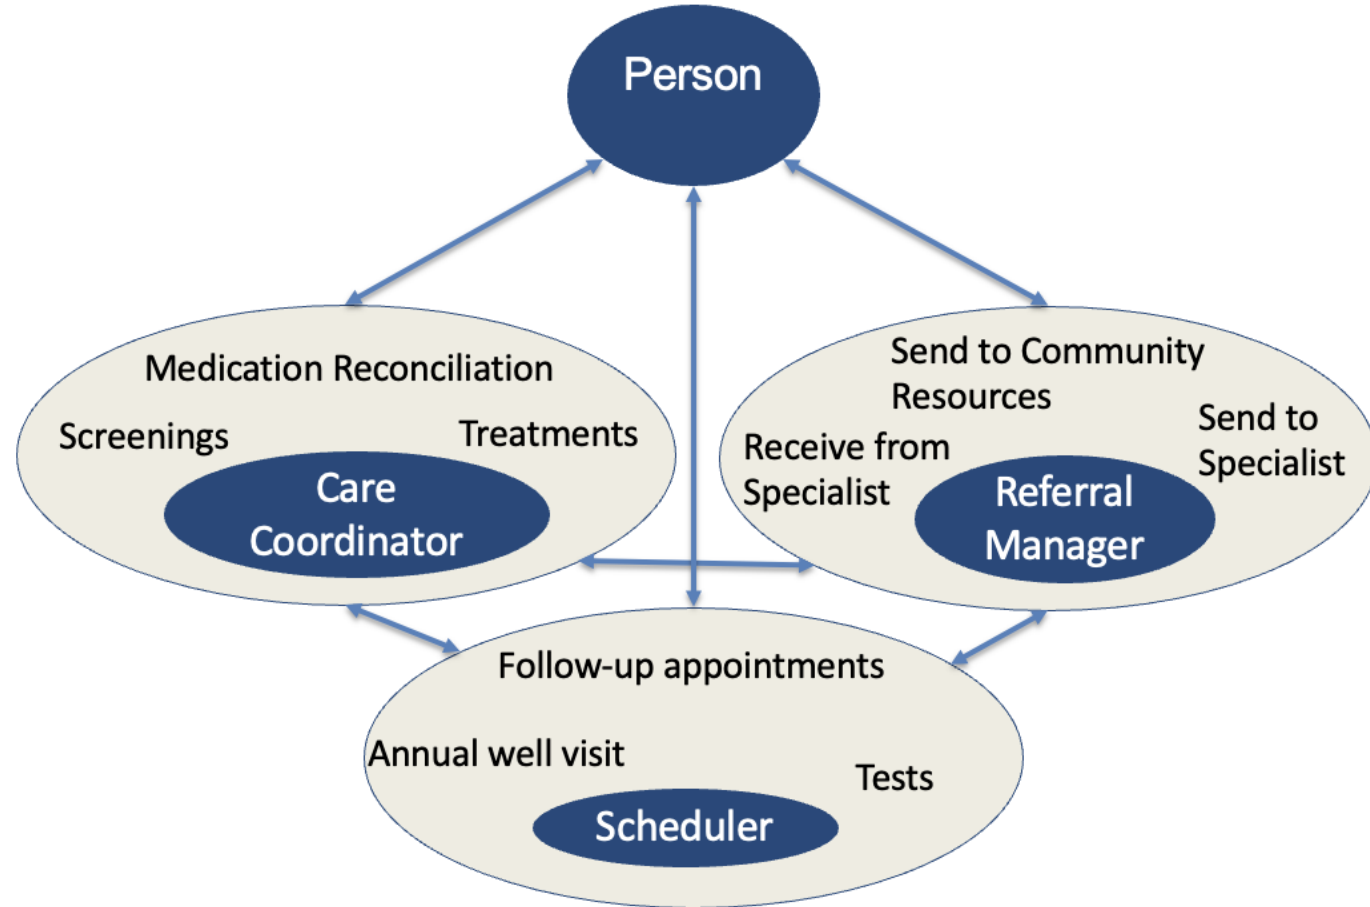 Person
Medication Reconciliation
Screenings
Treatments
Care
Coordinator
Send to Community
Resources
Send to
Specialist
Receive from
Specialist
Referral
Manager
Follow-up appointments
Annual well visit
Tests
Scheduler